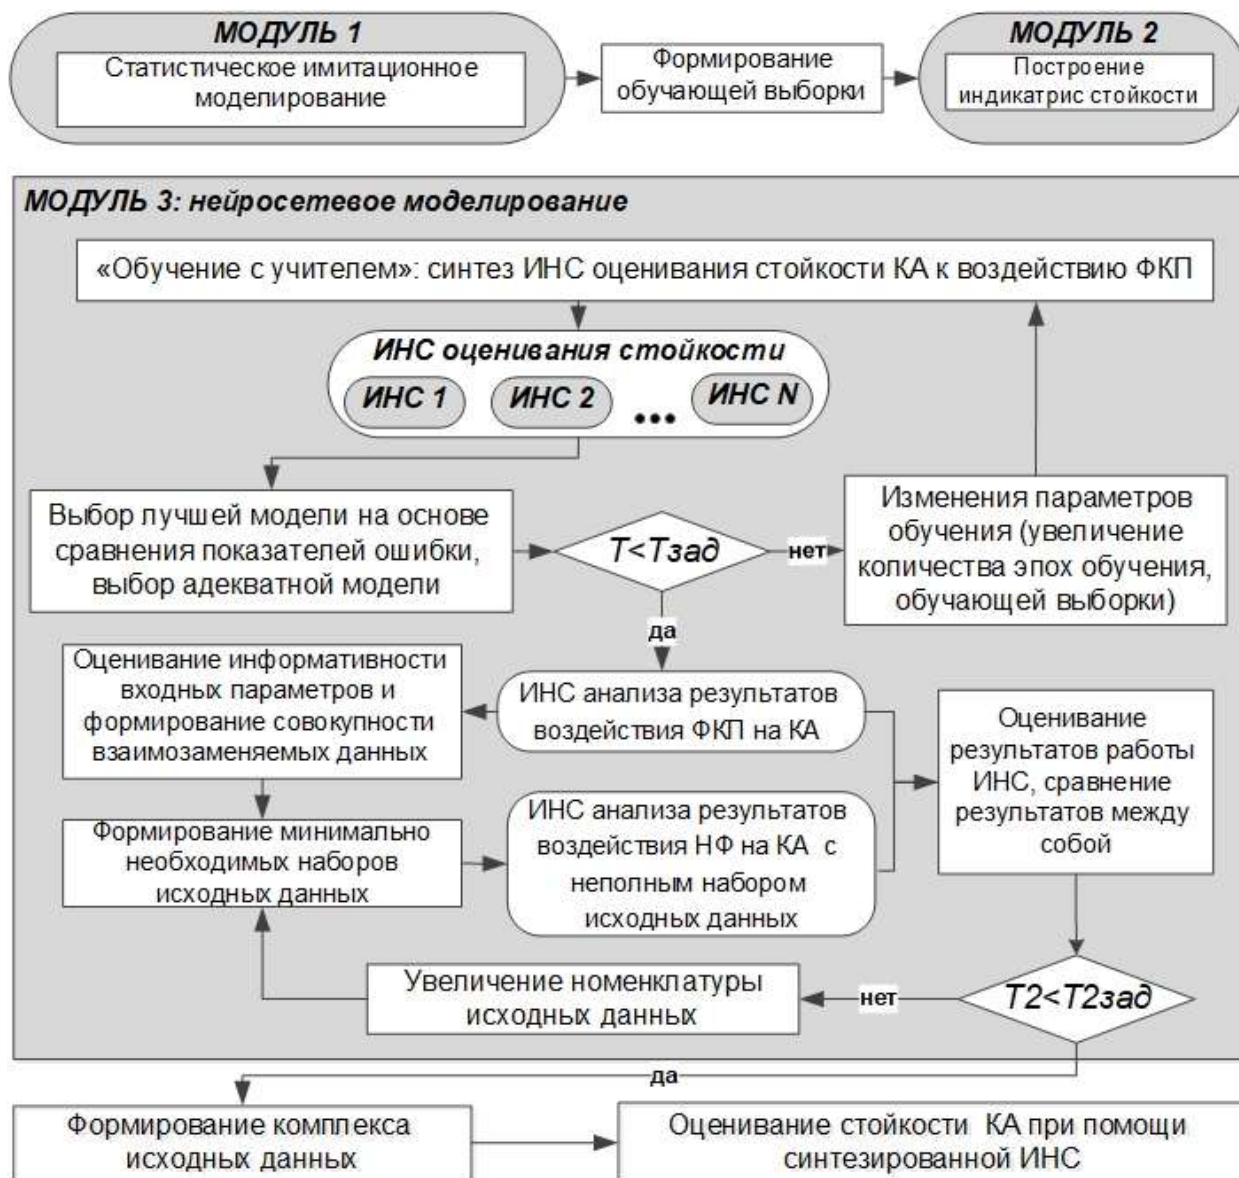 МОДУЛЬ 1
Статистическое имитационное
моделирование
Формирование
обучающей выборки
МОДУЛЬ 2
Построение
индикатрис стойкости
МОДУЛЬ 3: нейросетевое моделирование
«Обучение с учителем»: синтез ИНС оценивания стойкости КА к воздействию ФКП
ИНС оценивания стойкости
ИНС 1 ИНС 2 ... ИНС N
Выбор лучшей модели на основе
сравнения показателей ошибки,
выбор адекватной модели
T<Tзад
нет
Изменения параметров
обучения (увеличение
количества эпох обучения,
обучающей выборки)
да
Оценивание информативности
входных параметров и
формирование совокупности
взаимозаменяемых данных
ИНС анализа результатов
воздействия ФКП на КА
Оценивание
результатов работы
ИНС, сравнение
результатов между
собой
Формирование минимально
необходимых наборов
исходных данных
ИНС анализа результатов
воздействия НФ на КА с
неполным набором
исходных данных
Увеличение номенклатуры
исходных данных
нет
T2<T2зад
да
Формирование комплекса
исходных данных
Оценивание стойкости КА при помощи
синтезированной ИНС